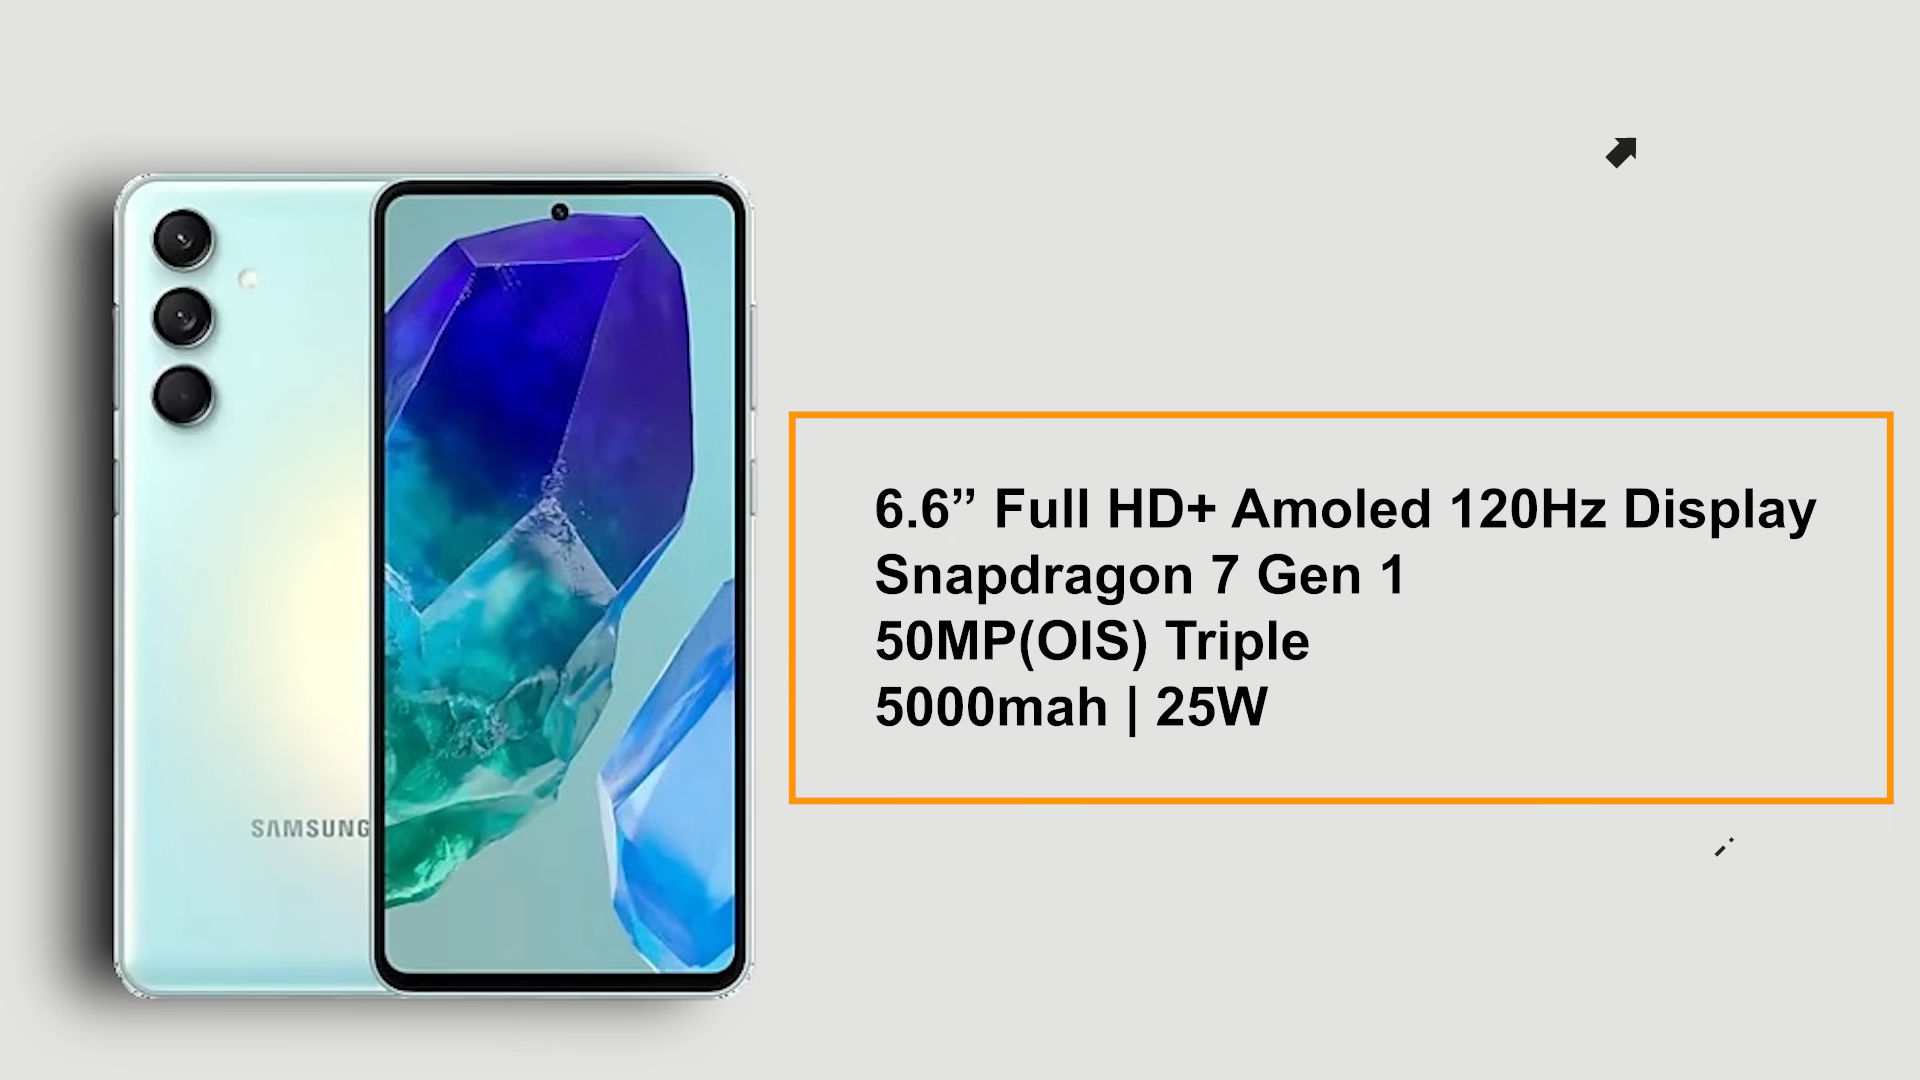 SAMSUNG
6.6” Full HD+ Amoled 120Hz Display
Snapdragon 7 Gen 1
50MP(OIS) Triple
5000mah | 25W